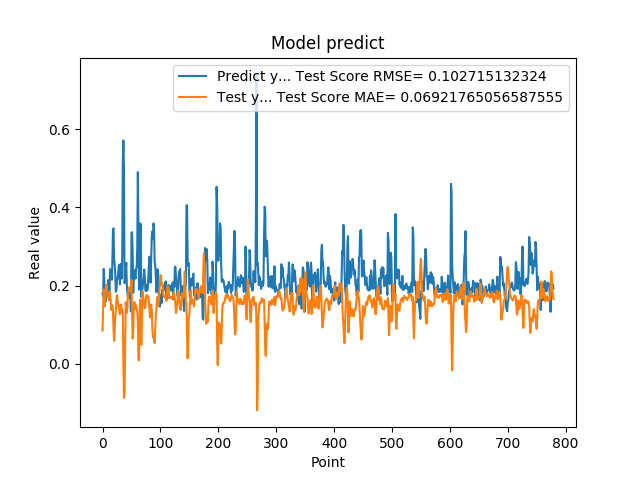 Model predict
Predict y... Test Score RMSE= 0.102715132324
Test y... Test Score MAE= 0.06921765056587555
Real value
0.6
0.4
0.2
0.0
0 100 200 300 400 500 600 700 800
Point